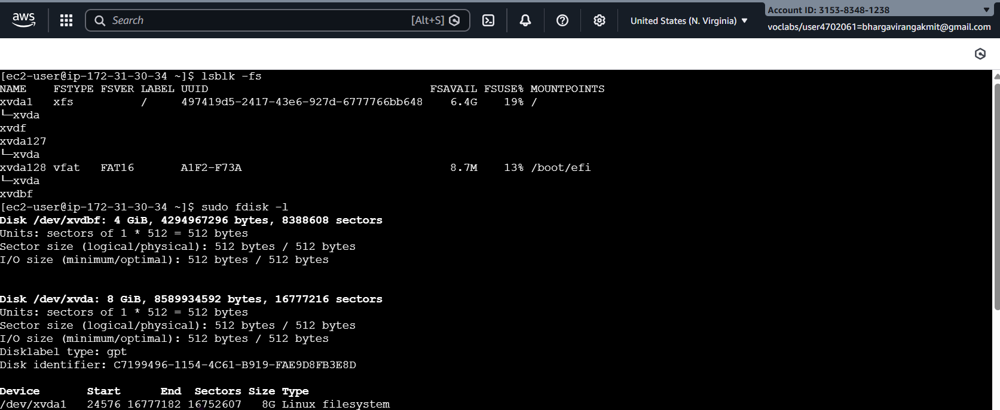 aws
Search [Alt+S]
United States (N. Virginia) ▼
Account ID: 3153-8348-1238 ▼
voclabs/user4702061=bhargavirangakmit@gmail.com
[ec2-user@ip-172-31-30-34 ~]$ lsblk -fs
NAME    FSTYPE FSVER LABEL UUID                                 FSAVAIL FSUSE% MOUNTPOINTS
xvda1   xfs          /     497419d5-2417-43e6-927d-6777766bb648    6.4G    19% /
└─xvda
xvdf
xvda127
└─xvda
xvda128 vfat   FAT16       A1F2-F73A                               8.7M    13% /boot/efi
└─xvda
xvdbf
[ec2-user@ip-172-31-30-34 ~]$ sudo fdisk -l
Disk /dev/xvdbf: 4 GiB, 4294967296 bytes, 8388608 sectors
Units: sectors of 1 * 512 = 512 bytes
Sector size (logical/physical): 512 bytes / 512 bytes
I/O size (minimum/optimal): 512 bytes / 512 bytes
Disk /dev/xvda: 8 GiB, 8589934592 bytes, 16777216 sectors
Units: sectors of 1 * 512 = 512 bytes
Sector size (logical/physical): 512 bytes / 512 bytes
I/O size (minimum/optimal): 512 bytes / 512 bytes
Disklabel type: gpt
Disk identifier: C7199496-1154-4C61-B919-FAE9D8FB3E8D
Device       Start      End  Sectors Size Type
/dev/xvda1   24576 16777182 16752607   8G Linux filesystem